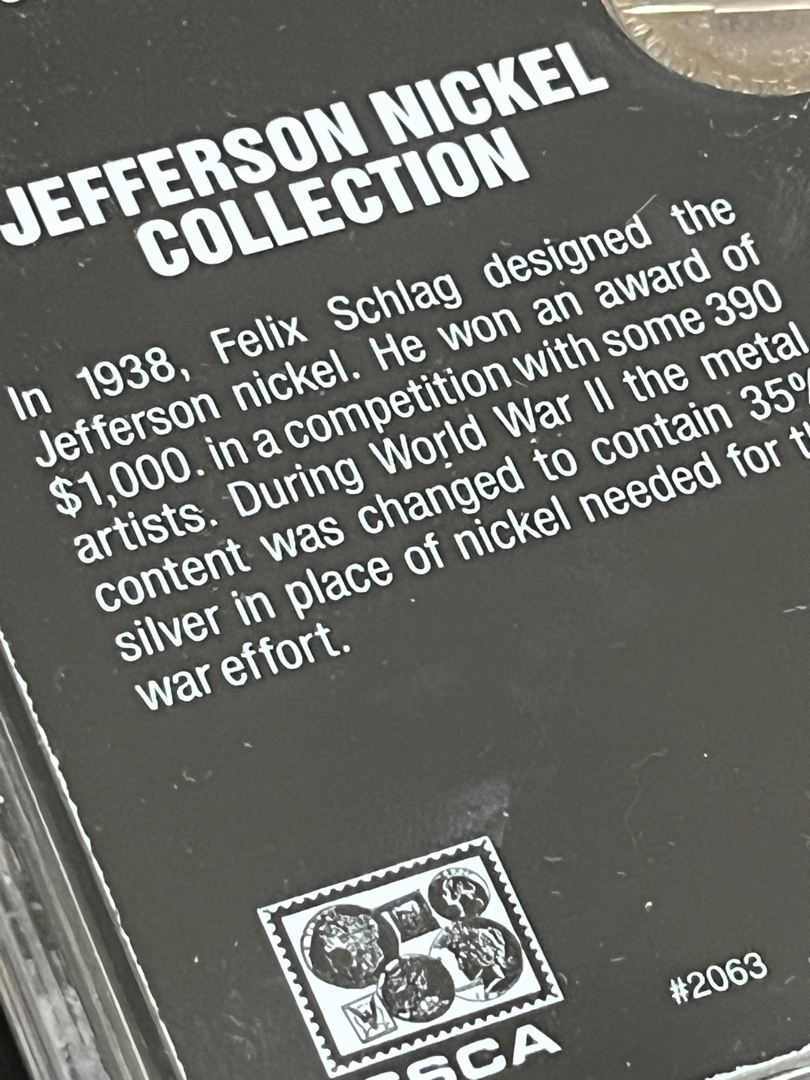 JEFFERSON NICKEL
COLLECTION
In 1938, Felix Schlag designed the
Jefferson nickel. He won an award of
$1,000. in a competition with some 390
artists. During World War II the metal
content was changed to contain 35%
silver in place of nickel needed for
war effort.
#2063